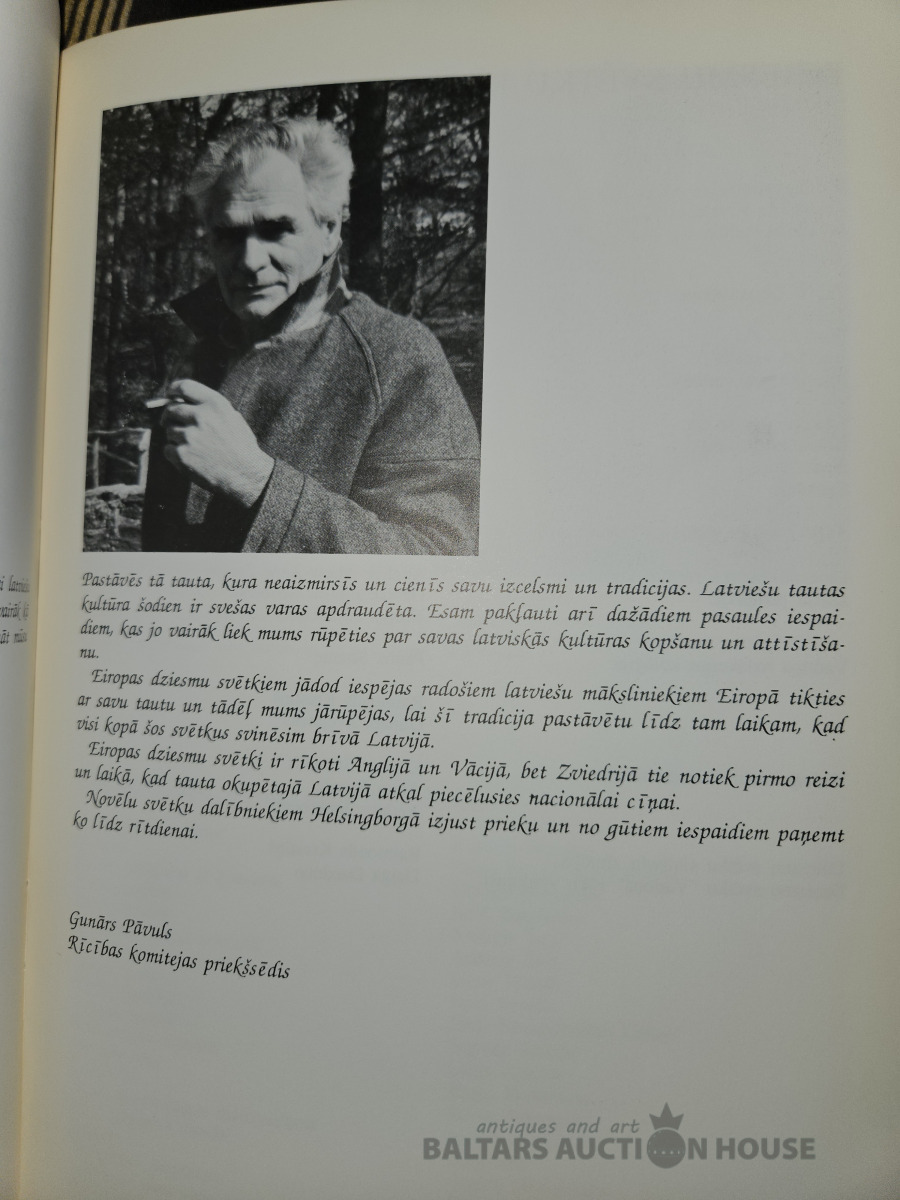 Pastāvēs tā tauta, kura neaizmirsīs un cienīs savu izcelsmi un tradicijas. Latviešu tautas
kultūra šodien ir svešas varas apdraudēta. Esam pakļauti arī dažādiem pasaules iespai-
diem, kas jo vairāk liek mums rūpēties par savas latviskās kultūras kopšanu un attīstīša-
nu.
Eiropas dziesmu svētkiem jādod iespējas radošiem latviešu māksliniekiem Eiropā tikties
ar savu tautu un tādēļ mums jārūpējas, lai šī tradicija pastāvētu līdz tam laikam, kad
visi kopā šos svētkus svinēsim brīvā Latvijā.
Eiropas dziesmu svētki ir rīkoti Anglijā un Vācijā, bet Zviedrijā tie notiek pirmo reizi
un laikā, kad tauta okupētajā Latvijā atkal piecēlusies nacionālai cīņai.
Novēlu svētku dalībniekiem Helsingborgā izjust prieku un no gūtiem iespaidiem paņemt
ko līdz rītdienai.
Gunārs Pāvuls
Rīcības komitejas priekšsēdis
antiques and art
BALTARS AUCTION HOUSE